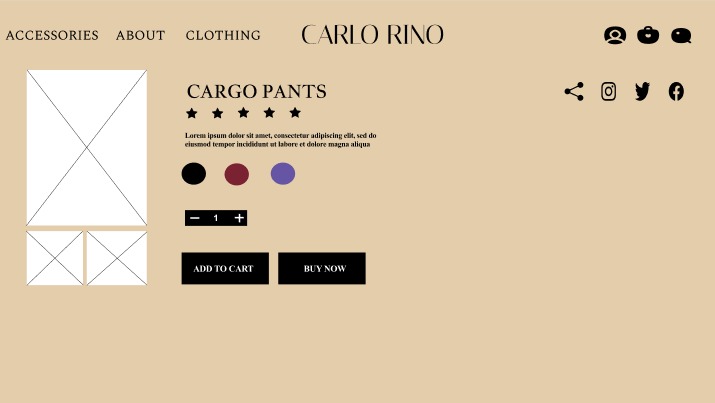 ACCESSORIES ABOUT CLOTHING CARLO RINO
CARGO PANTS
Lorem ipsum dolor sit amet, consectetur adipiscing elit, sed do
eiusmod tempor incididunt ut labore et dolore magna aliqua
1
ADD TO CART BUY NOW